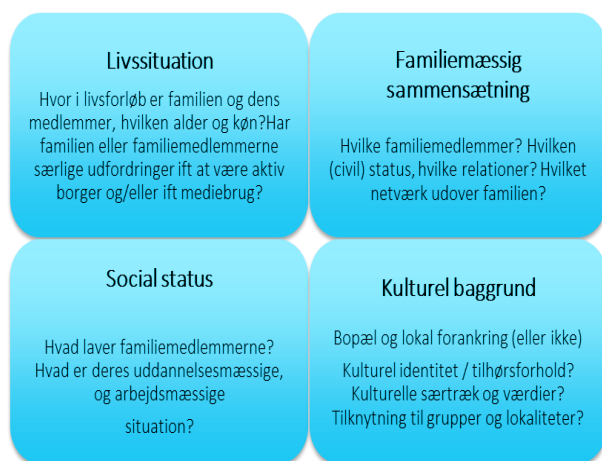 Livssituation
Hvor i livsforløb er familien og dens
medlemmer, hvilken alder og køn?Har
familien eller familiemedlemmerne
særlige udfordringer ift at være aktiv
borger og/eller ift mediebrug?
Familiemæssig
sammensætning
Hvilke familiemedlemmer? Hvilken
(civil) status, hvilke relationer? Hvilket
netværk udover familien?
Social status
Hvad laver familiemedlemmerne?
Hvad er deres uddannelsesmæssige,
og arbejdsmæssige
situation?
Kulturel baggrund
Bopæl og lokal forankring (eller ikke)
Kulturel identitet / tilhørsforhold?
Kulturelle særtræk og værdier?
Tilknytning til grupper og lokaliteter?